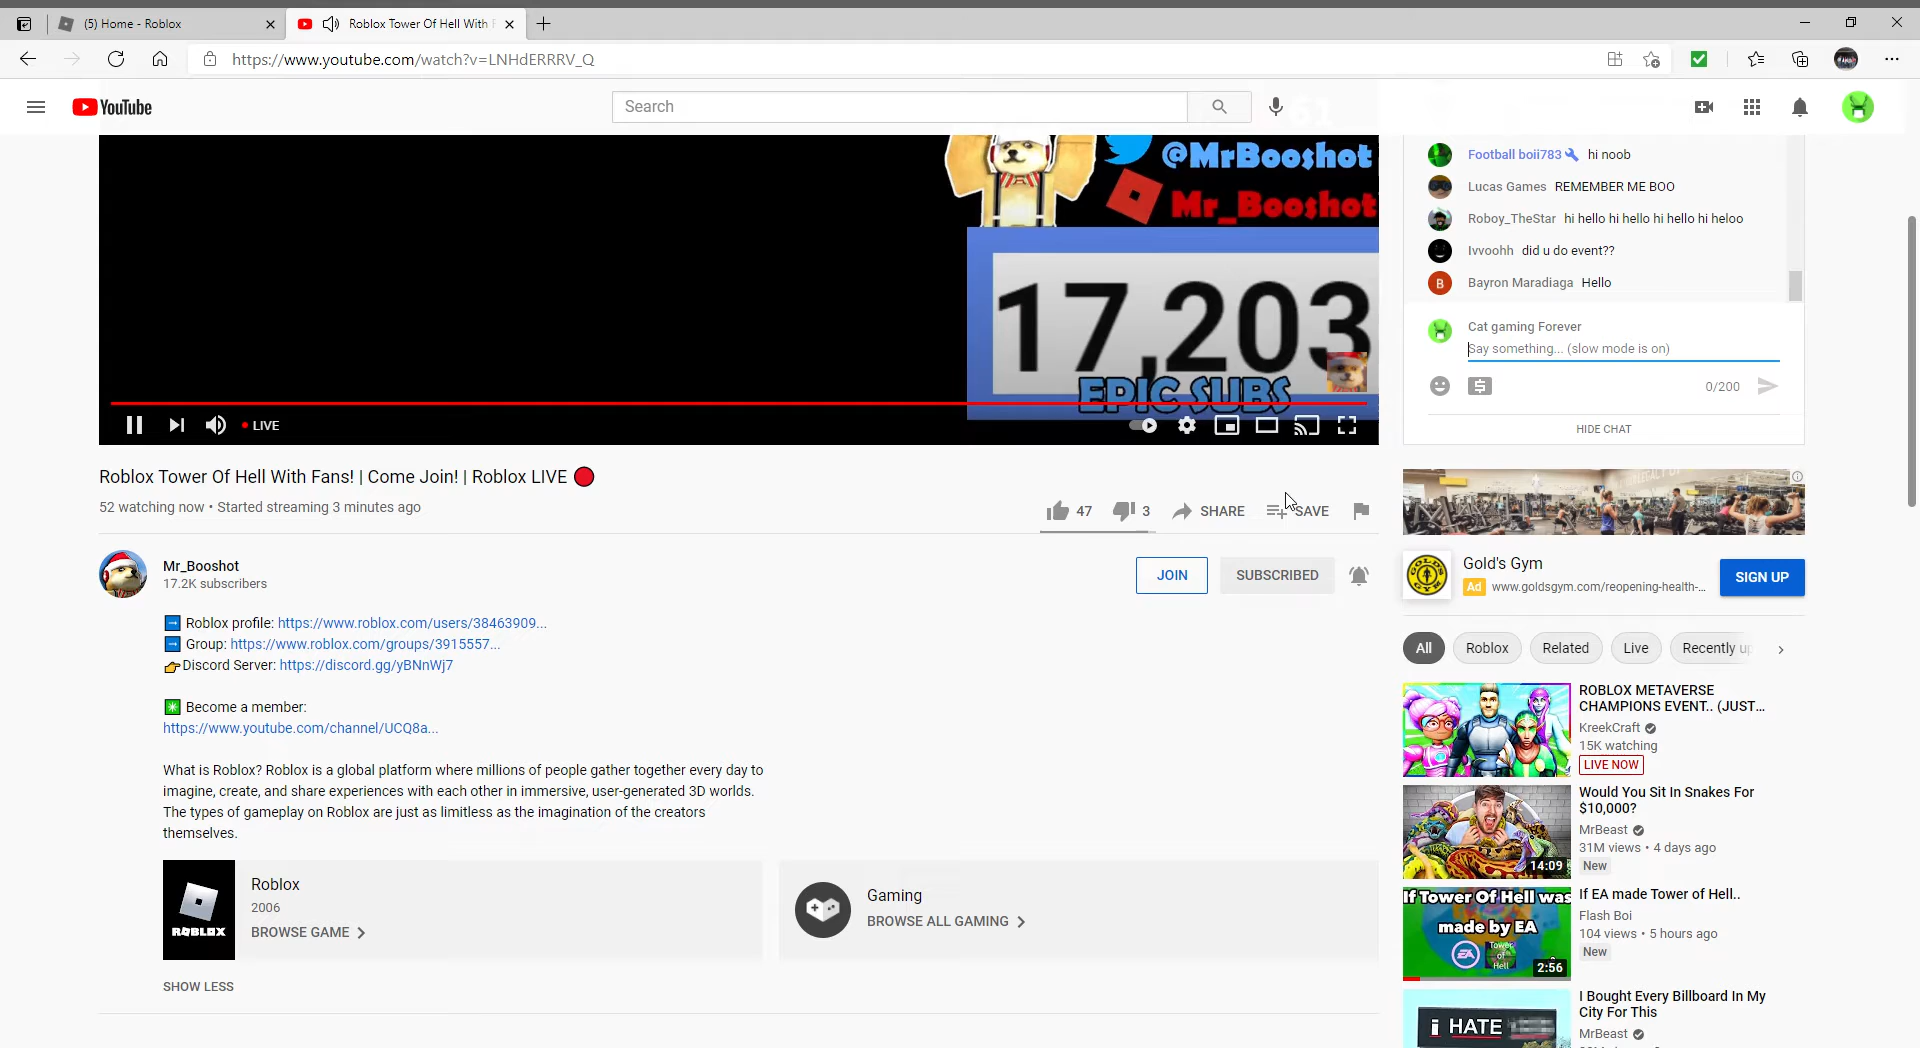 (5) Home - Roblox
Roblox Tower Of Hell With F
https://www.youtube.com/watch?v=LNHdERRRV_Q
YouTube
Search
@MrBooshot
Mr_Booshot
17,203
EPIC SUBS
LIVE
Football boii783 hi noob
Lucas Games REMEMBER ME BOO
Roboy_TheStar hi hello hi hello hi hello hi heloo
Ivvoohh did u do event??
B Bayron Maradiaga Hello
Cat gaming Forever
Say something... (slow mode is on)
0/200
HIDE CHAT
Roblox Tower Of Hell With Fans! | Come Join! | Roblox LIVE 🔴
52 watching now • Started streaming 3 minutes ago
47 3 SHARE SAVE
Mr_Booshot
17.2K subscribers
JOIN SUBSCRIBED
➡ Roblox profile: https://www.roblox.com/users/38463909...
➡ Group: https://www.roblox.com/groups/3915557...
👉Discord Server: https://discord.gg/yBNnWj7
✳ Become a member:
https://www.youtube.com/channel/UCQ8a...
What is Roblox? Roblox is a global platform where millions of people gather together every day to
imagine, create, and share experiences with each other in immersive, user-generated 3D worlds.
The types of gameplay on Roblox are just as limitless as the imagination of the creators
themselves.
ROBLOX
Roblox
2006
BROWSE GAME
Gaming
BROWSE ALL GAMING
SHOW LESS
GOLD'S GYM
Gold's Gym
Ad www.goldsgym.com/reopening-health-...
SIGN UP
All Roblox Related Live Recently up
ROBLOX METAVERSE
CHAMPIONS EVENT.. (JUST...
KreekCraft
15K watching
LIVE NOW
14:09
Would You Sit In Snakes For
$10,000?
MrBeast
31M views • 4 days ago
New
If Tower Of Hell was
made by EA
EA
Tower
of
Hell
2:56
If EA made Tower of Hell..
Flash Boi
104 views • 5 hours ago
New
i HATE
I Bought Every Billboard In My
City For This
MrBeast